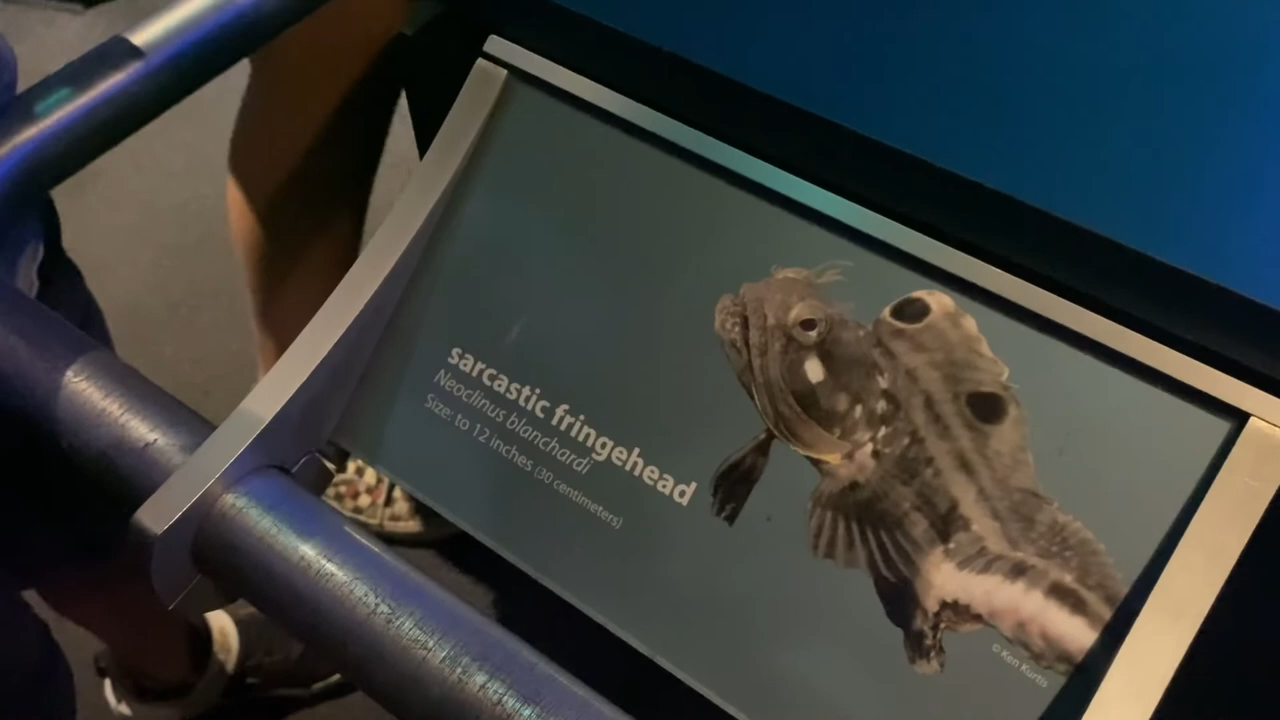 sarcastic fringehead
Neoclinus blanchardi
Size: to 12 inches (30 centimeters)
© Ken Kurtis